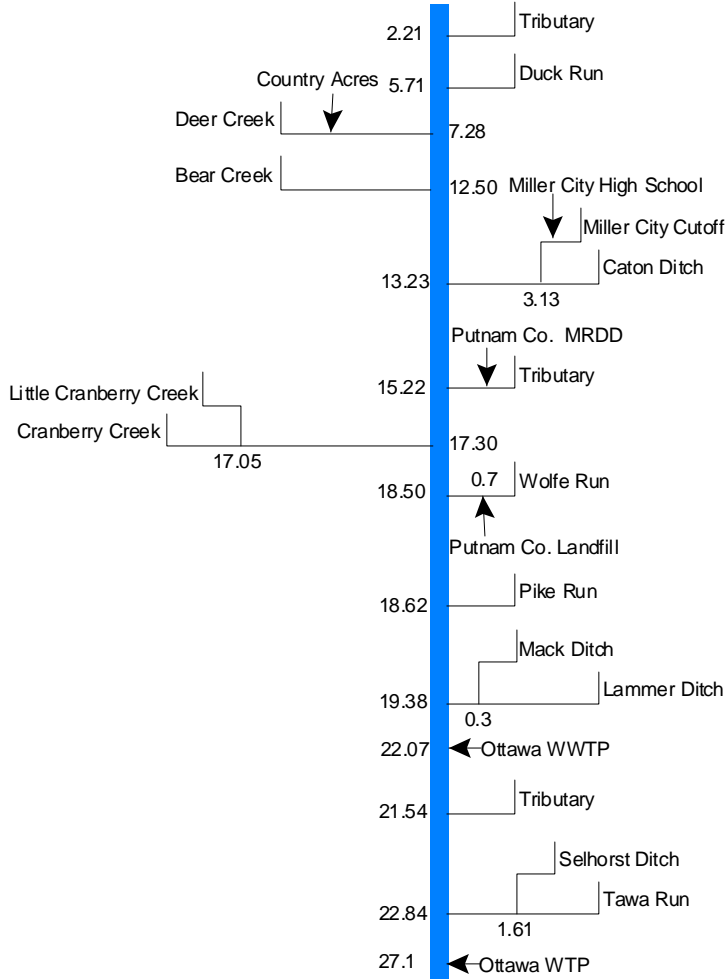 2.21
Tributary
5.71
Duck Run
Country Acres
Deer Creek
7.28
Bear Creek
12.50
Miller City High School
Miller City Cutoff
Caton Ditch
13.23
3.13
Putnam Co. MRDD
15.22
Tributary
Little Cranberry Creek
Cranberry Creek
17.05
17.30
0.7
Wolfe Run
18.50
Putnam Co. Landfill
Pike Run
18.62
Mack Ditch
Lammer Ditch
19.38
0.3
22.07
Ottawa WWTP
Tributary
21.54
Selhorst Ditch
Tawa Run
22.84
1.61
27.1
Ottawa WTP